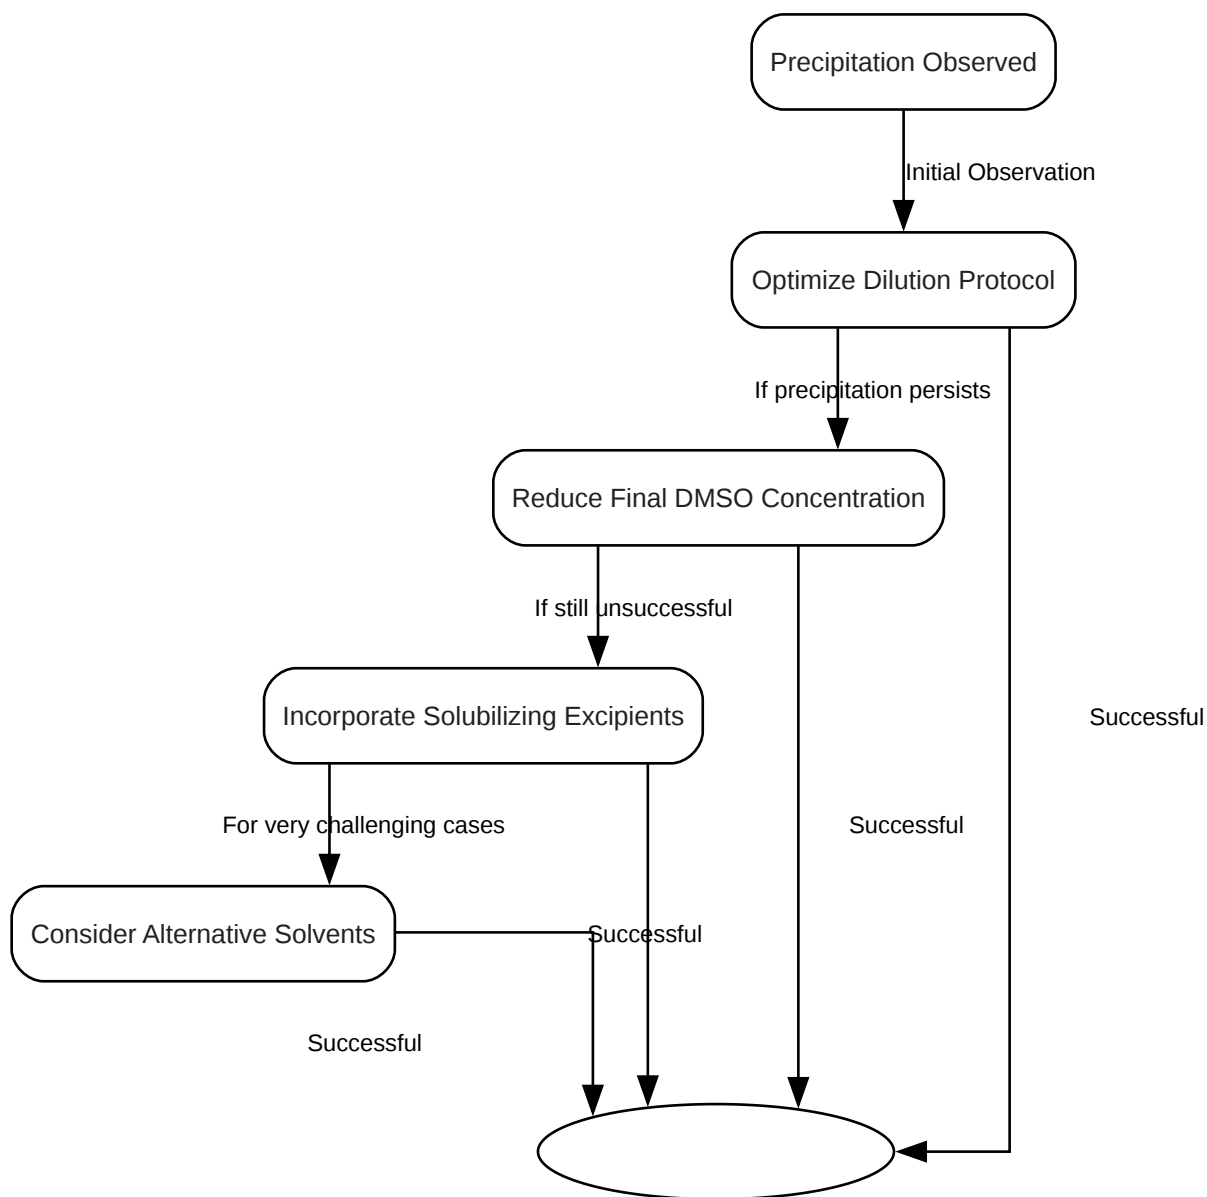 Precipitation Observed
Initial Observation
Optimize Dilution Protocol
If precipitation persists
Reduce Final DMSO Concentration
If still unsuccessful
Incorporate Solubilizing Excipients
Successful
For very challenging cases
Successful
Consider Alternative Solvents
Successful
Successful